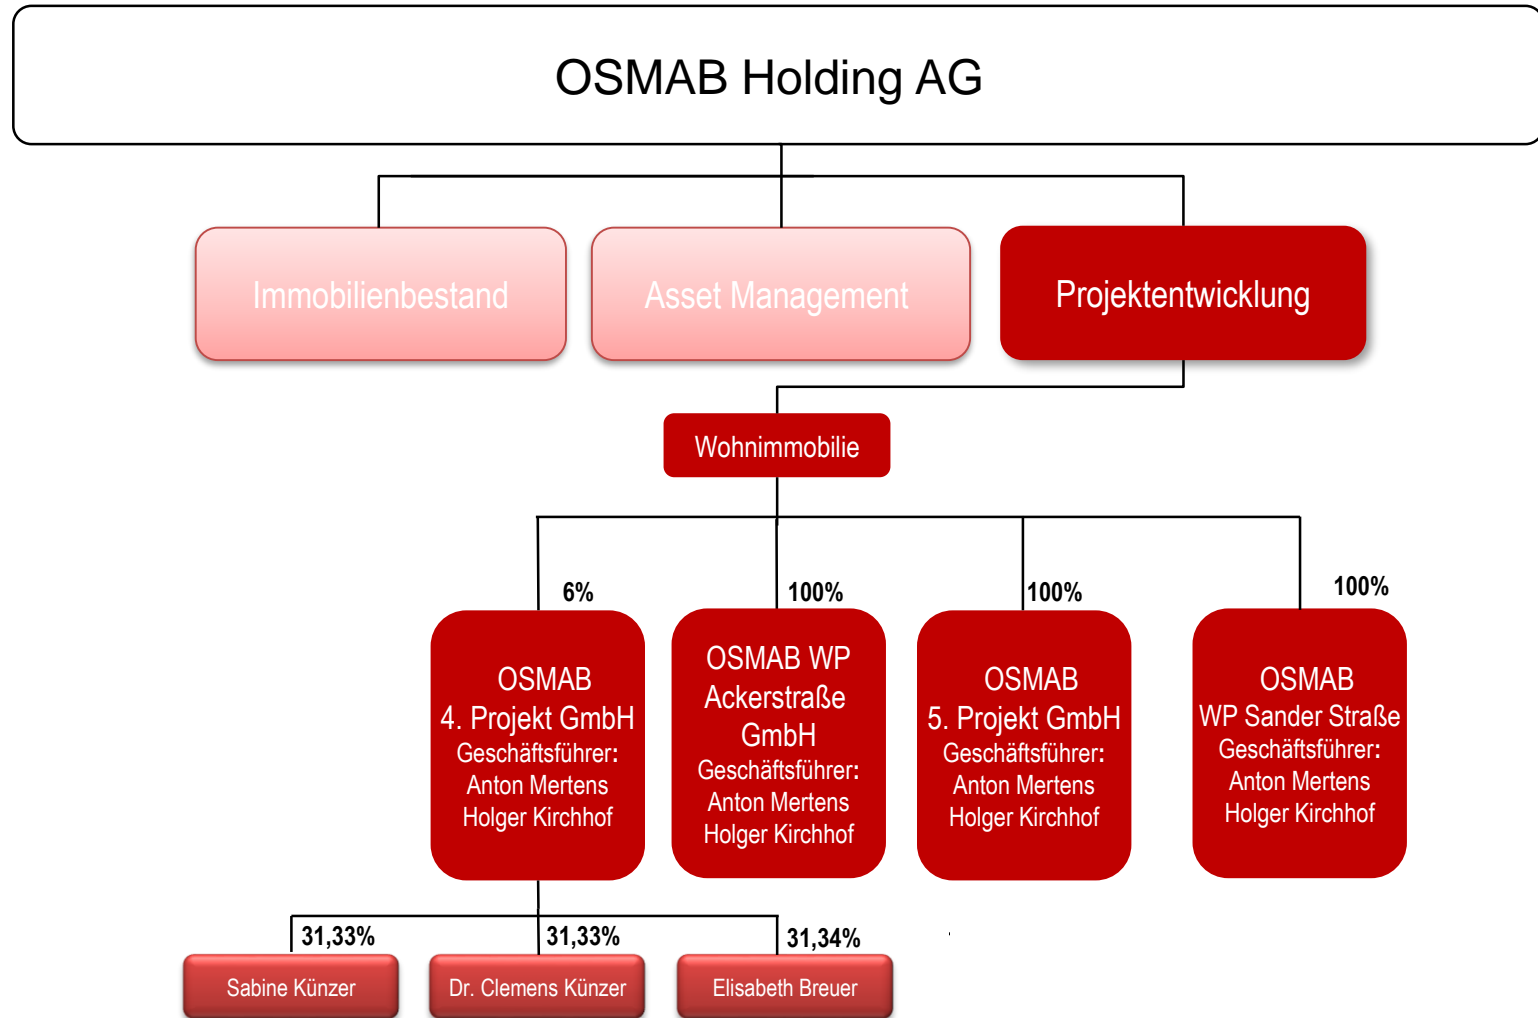 OSMAB Holding AG
Immobilienbestand
Asset Management
Projektentwicklung
Wohnimmobilie
6%
100%
100%
100%
OSMAB
4. Projekt GmbH
Geschäftsführer:
Anton Mertens
Holger Kirchhof
OSMAB WP
Ackerstraße
GmbH
Geschäftsführer:
Anton Mertens
Holger Kirchhof
OSMAB
5. Projekt GmbH
Geschäftsführer:
Anton Mertens
Holger Kirchhof
OSMAB
WP Sander Straße
Geschäftsführer:
Anton Mertens
Holger Kirchhof
31,33%
31,33%
31,34%
Sabine Künzer
Dr. Clemens Künzer
Elisabeth Breuer